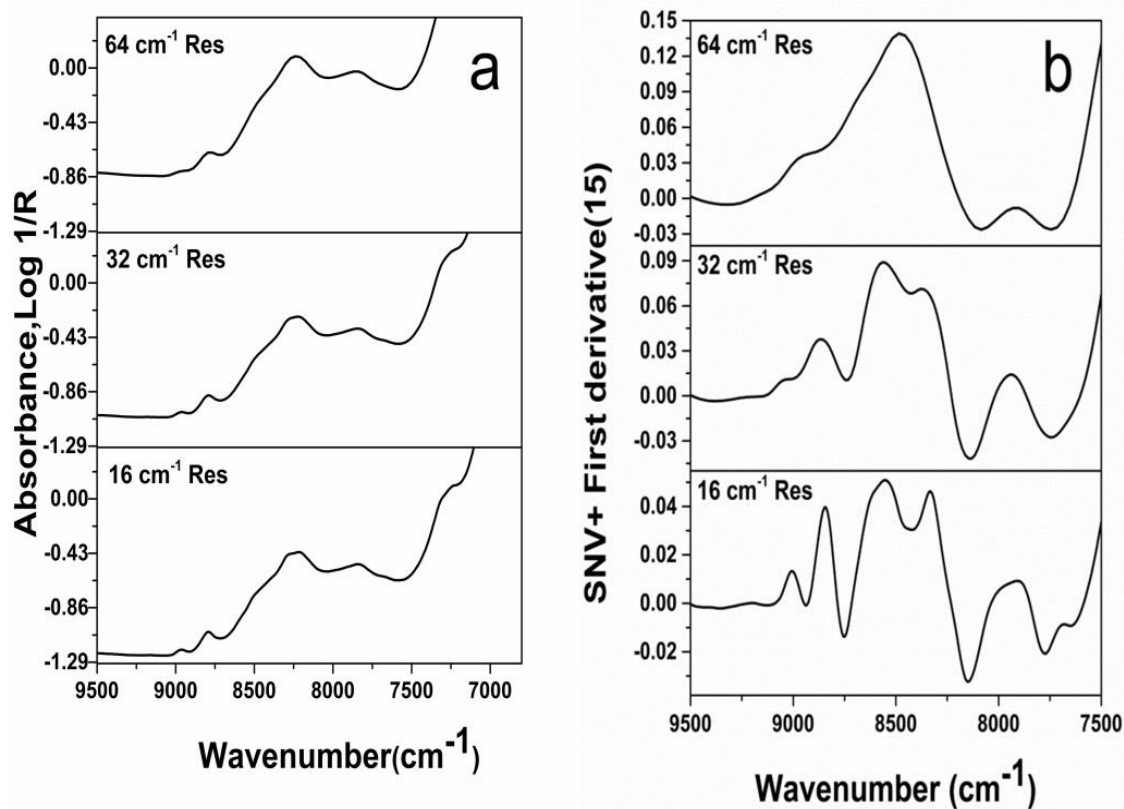 a
Absorbance,Log 1/R
64 cm⁻¹ Res
0.00
-0.43
-0.86
-1.29
32 cm⁻¹ Res
0.00
-0.43
-0.86
-1.29
16 cm⁻¹ Res
0.00
-0.43
-0.86
-1.29
9500 9000 8500 8000 7500 7000
Wavenumber(cm⁻¹)
b
SNV+ First derivative(15)
0.15
64 cm⁻¹ Res
0.12
0.09
0.06
0.03
0.00
-0.03
0.09
32 cm⁻¹ Res
0.06
0.03
0.00
-0.03
16 cm⁻¹ Res
0.04
0.02
0.00
-0.02
9500 9000 8500 8000 7500
Wavenumber (cm⁻¹)